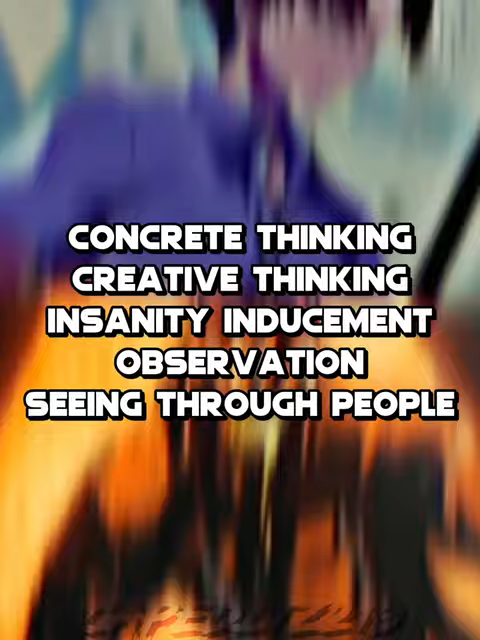 CONCRETE THINKING
CREATIVE THINKING
INSANITY INDUCEMENT
OBSERVATION
SEEING THROUGH PEOPLE